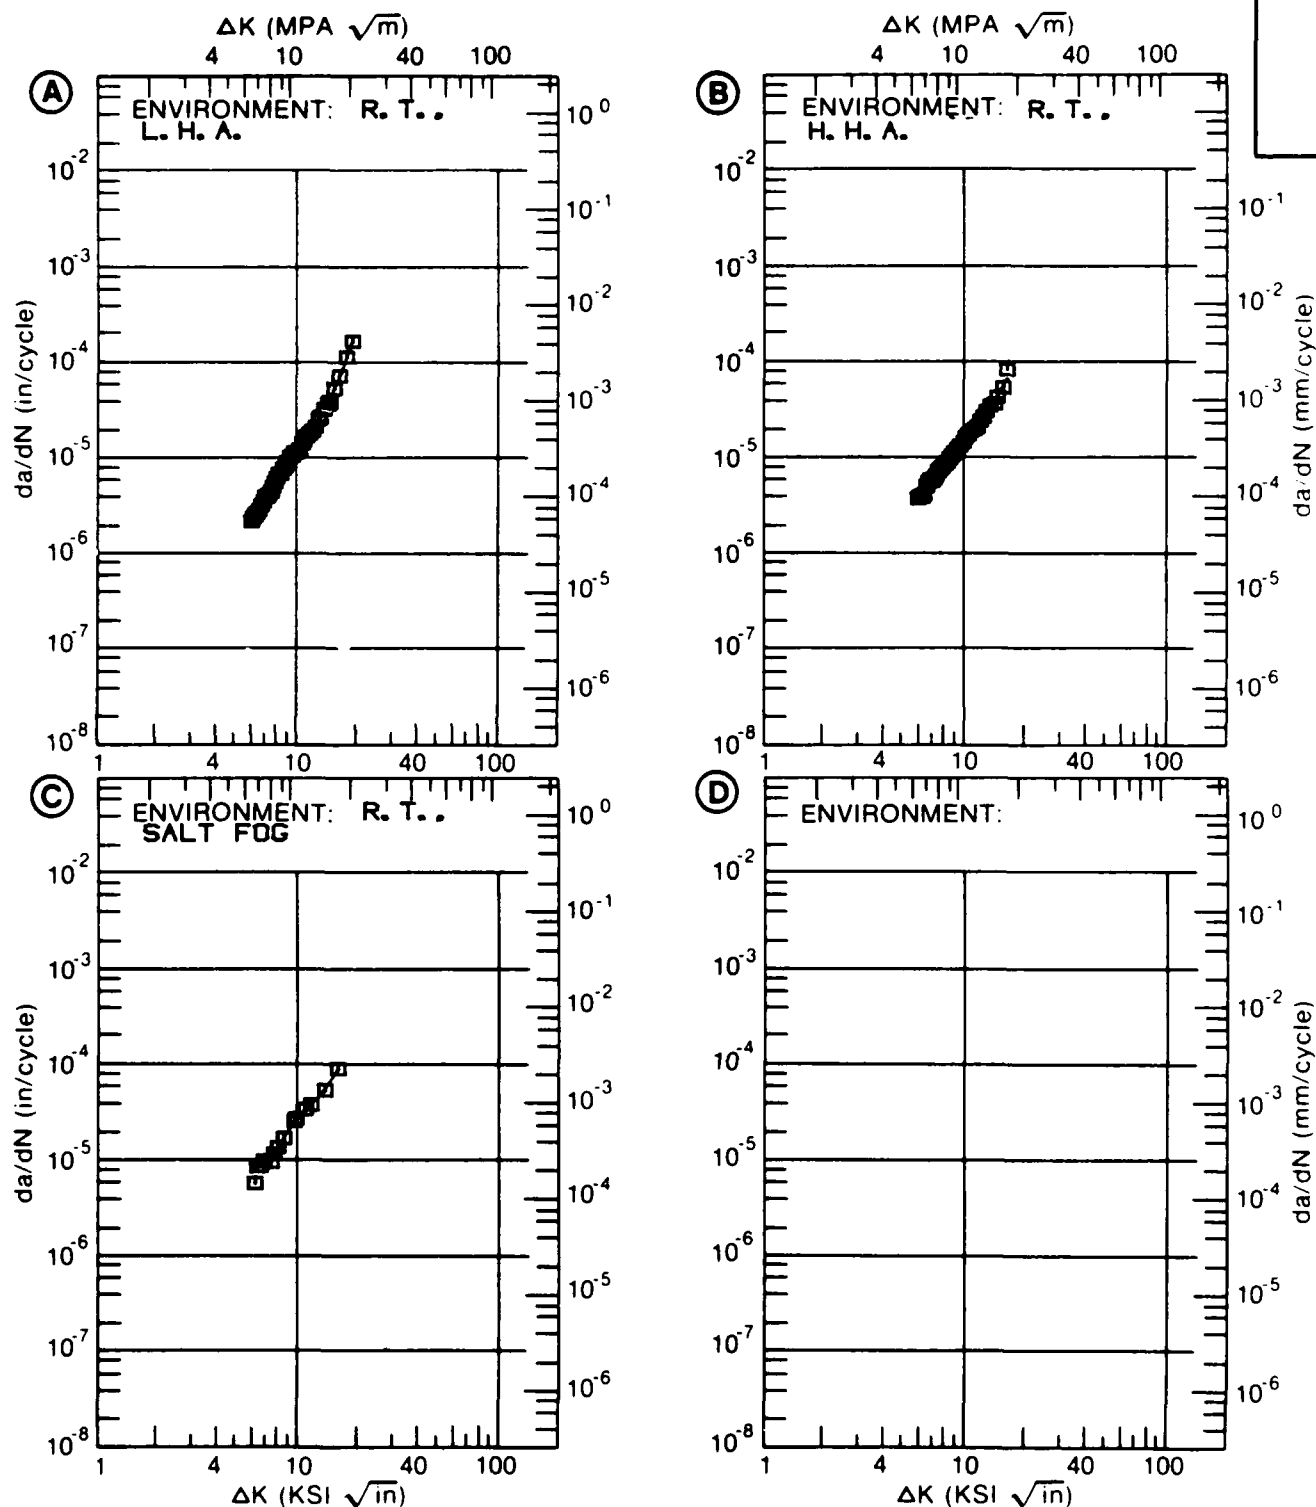 ΔK (MPA √m)
4 10 40 100
A
ENVIRONMENT: R. T. ,
L. H. A.
10^0
10^-2
10^-1
10^-3
10^-2
10^-4
10^-3
10^-5
10^-4
10^-6
10^-5
10^-7
10^-6
10^-8
1 4 10 40 100
da/dN (in/cycle)
ΔK (MPA √m)
4 10 40 100
B
ENVIRONMENT: R. T. ,
H. H. A.
10^-2
10^-1
10^-3
10^-2
10^-4
10^-3
10^-5
10^-4
10^-6
10^-5
10^-7
10^-6
10^-8
1 4 10 40 100
da/dN (mm/cycle)
C
ENVIRONMENT: R. T. ,
SALT FOG
10^0
10^-2
10^-1
10^-3
10^-2
10^-4
10^-3
10^-5
10^-4
10^-6
10^-5
10^-7
10^-6
10^-8
1 4 10 40 100
da/dN (in/cycle)
ΔK (KSI √in)
D
ENVIRONMENT:
10^0
10^-2
10^-1
10^-3
10^-2
10^-4
10^-3
10^-5
10^-4
10^-6
10^-5
10^-7
10^-6
10^-8
1 4 10 40 100
da/dN (mm/cycle)
ΔK (KSI √in)